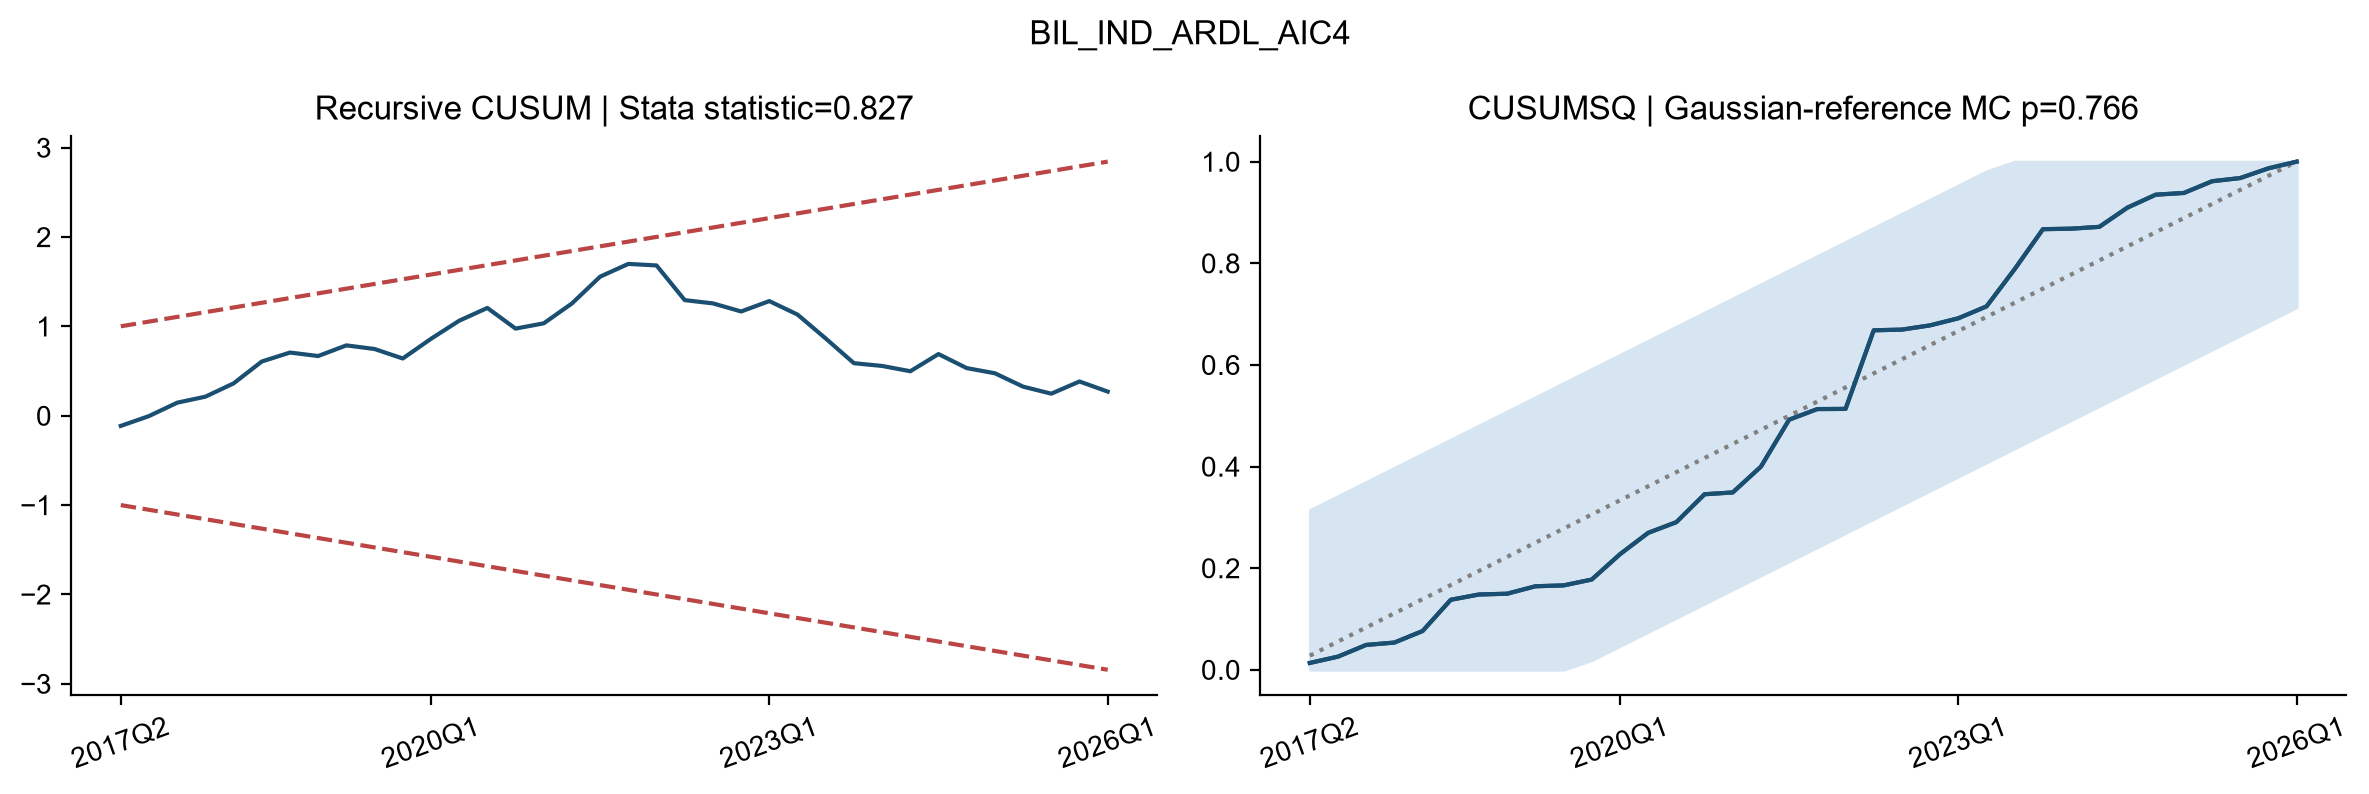 BIL_IND_ARDL_AIC4
Recursive CUSUM | Stata statistic=0.827
3
2
1
0
−1
−2
−3
2017Q2
2020Q1
2023Q1
2026Q1
CUSUMSQ | Gaussian-reference MC p=0.766
1.0
0.8
0.6
0.4
0.2
0.0
2017Q2
2020Q1
2023Q1
2026Q1